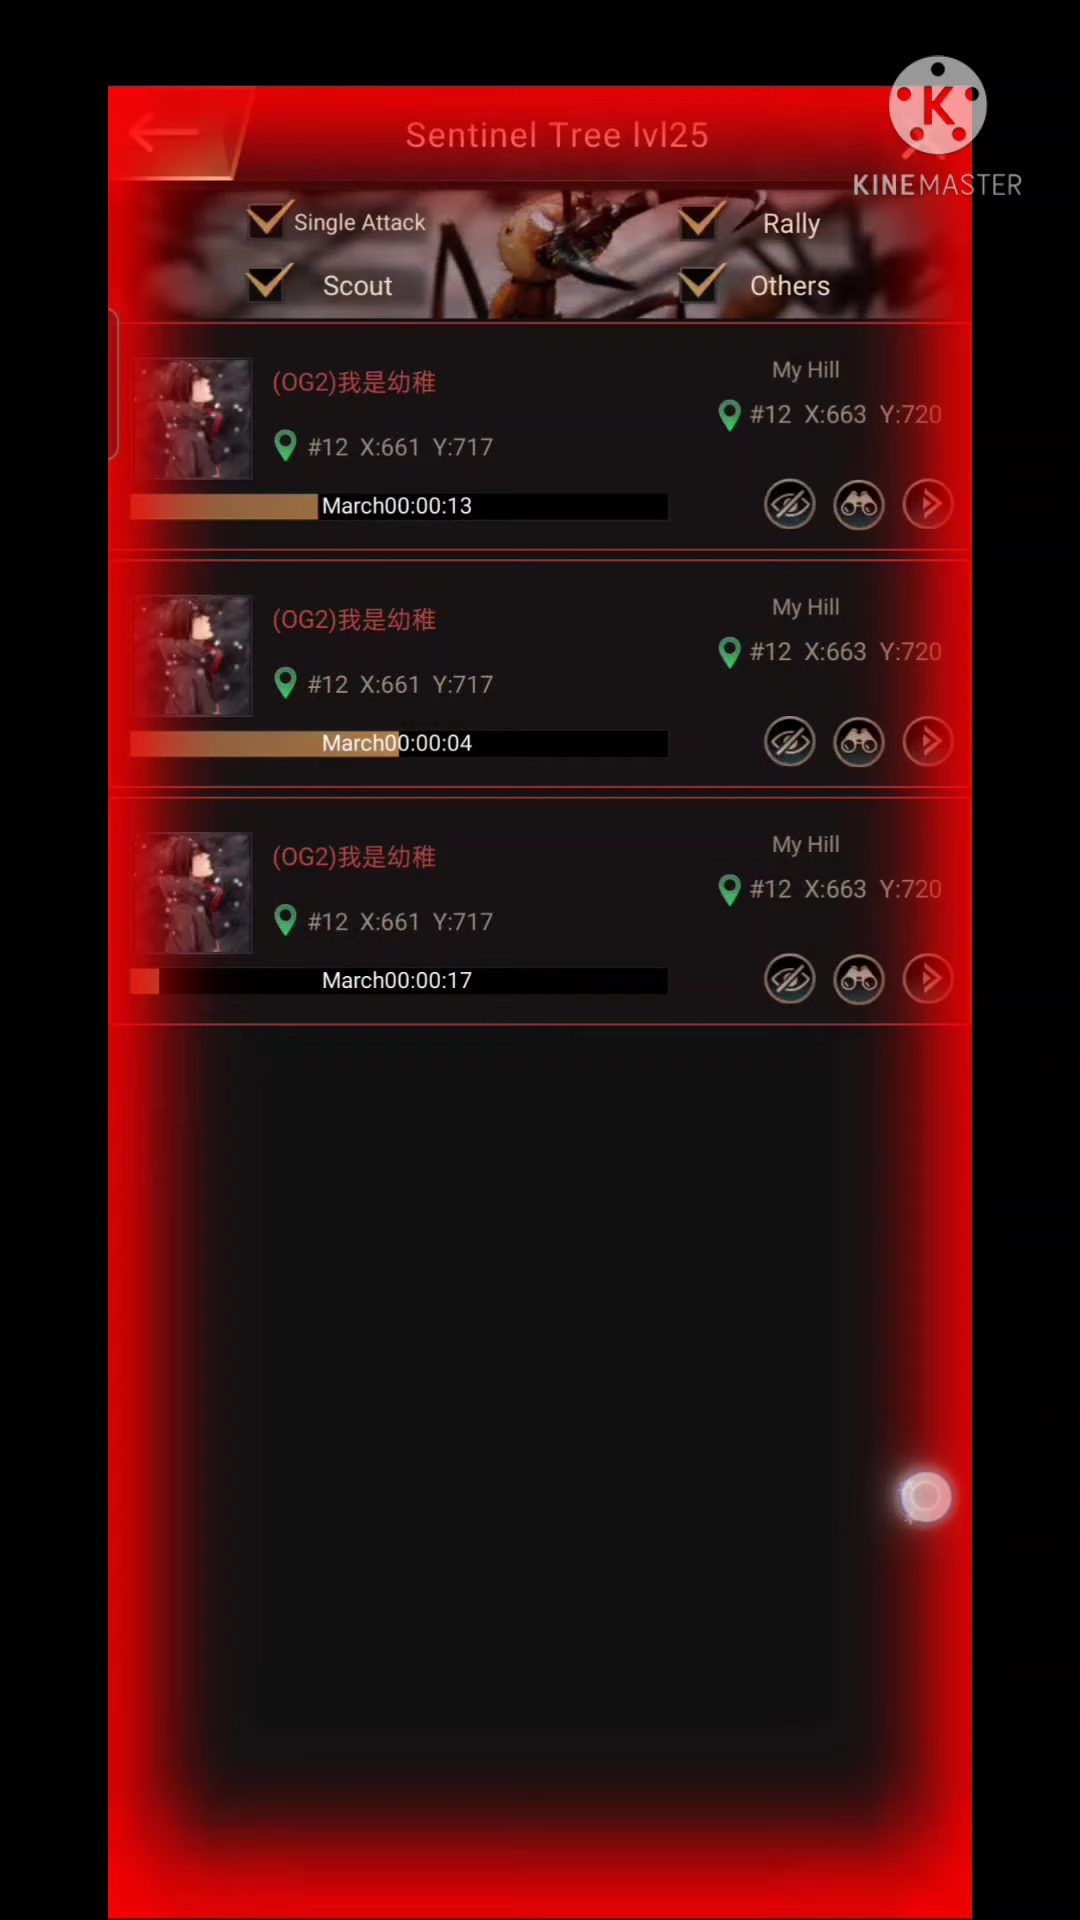 Sentinel Tree lvl25
KINEMASTER
Single Attack
Rally
Scout
Others
(OG2)我是幼稚
My Hill
#12 X:663 Y:720
#12 X:661 Y:717
March00:00:13
(OG2)我是幼稚
My Hill
#12 X:663 Y:720
#12 X:661 Y:717
March00:00:04
(OG2)我是幼稚
My Hill
#12 X:663 Y:720
#12 X:661 Y:717
March00:00:17